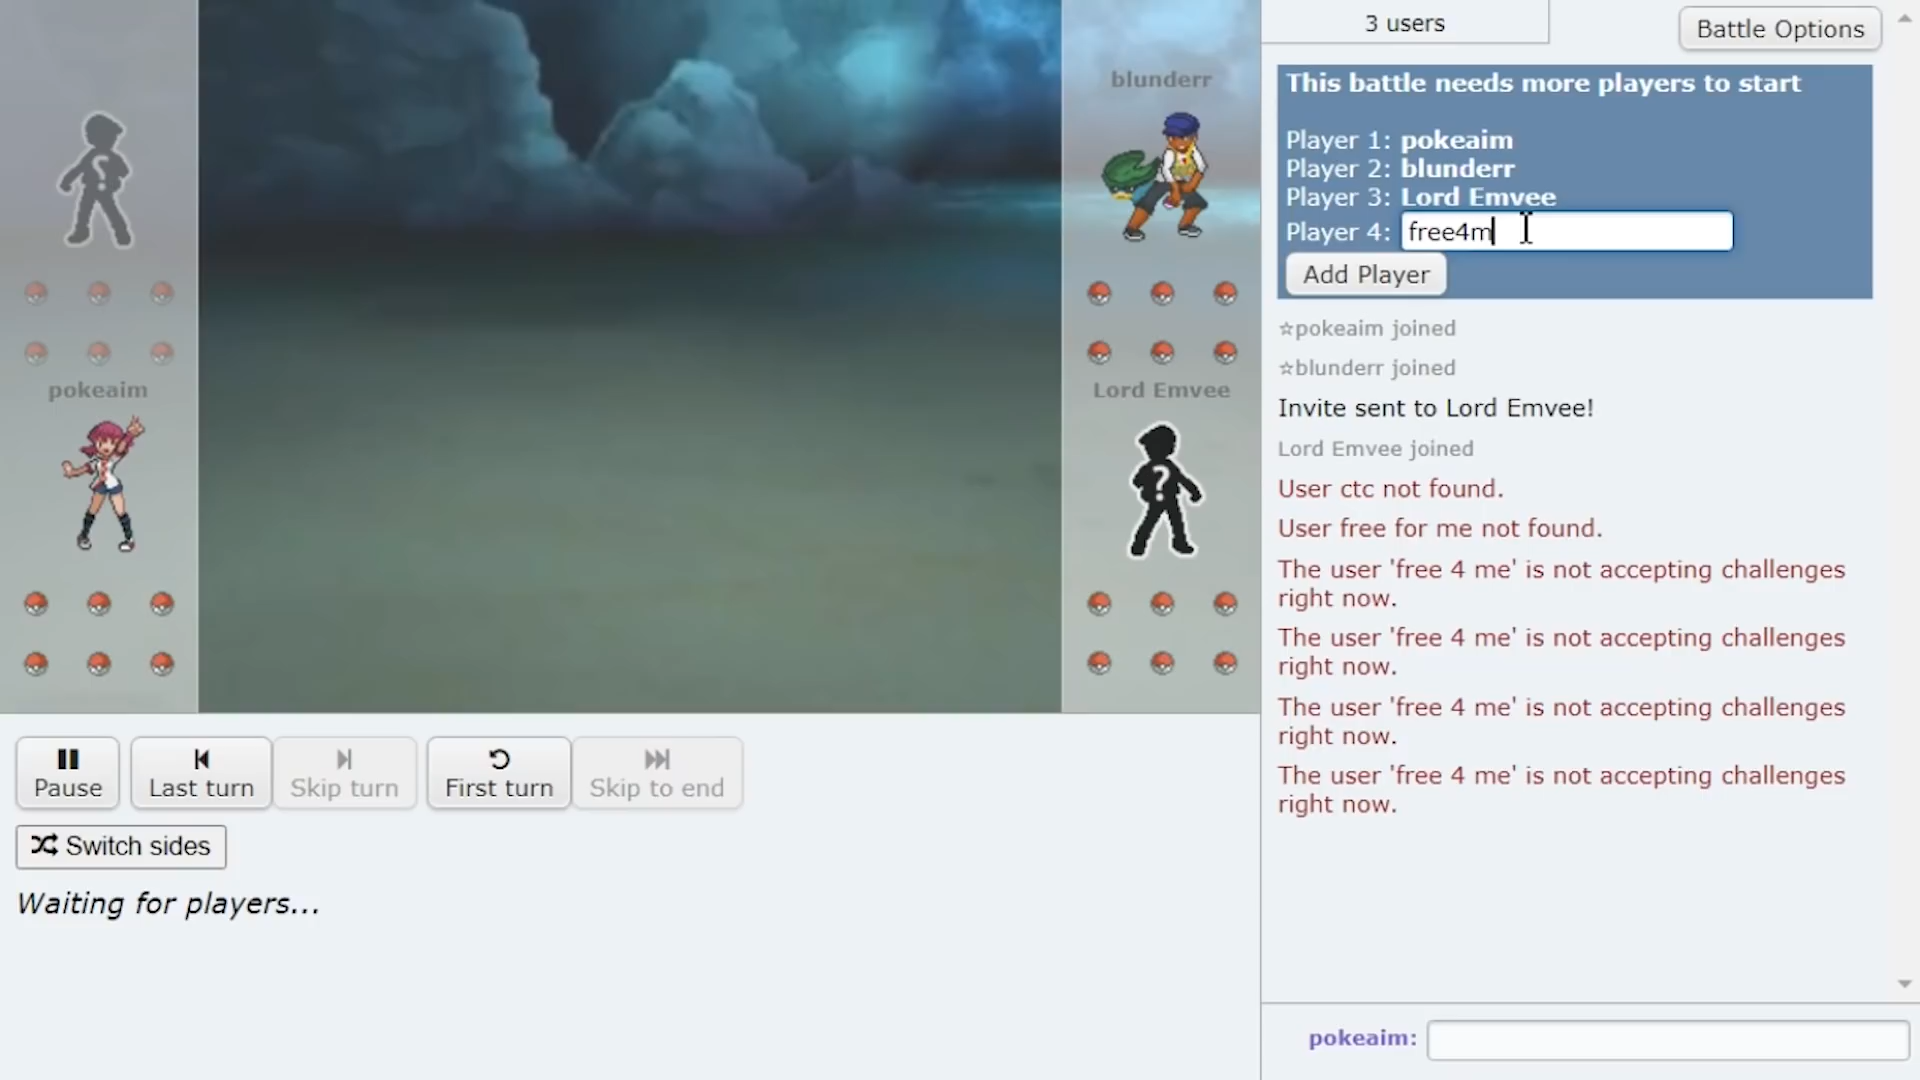 3 users
Battle Options
This battle needs more players to start
Player 1: pokeaim
Player 2: blunderr
Player 3: Lord Emvee
Player 4: free4m
Add Player
☆pokeaim joined
☆blunderr joined
Invite sent to Lord Emvee!
Lord Emvee joined
User ctc not found.
User free for me not found.
The user 'free 4 me' is not accepting challenges
right now.
The user 'free 4 me' is not accepting challenges
right now.
The user 'free 4 me' is not accepting challenges
right now.
The user 'free 4 me' is not accepting challenges
right now.
pokeaim:
blunderr
?
pokeaim
Lord Emvee
?
Pause
Last turn
Skip turn
First turn
Skip to end
Switch sides
Waiting for players...